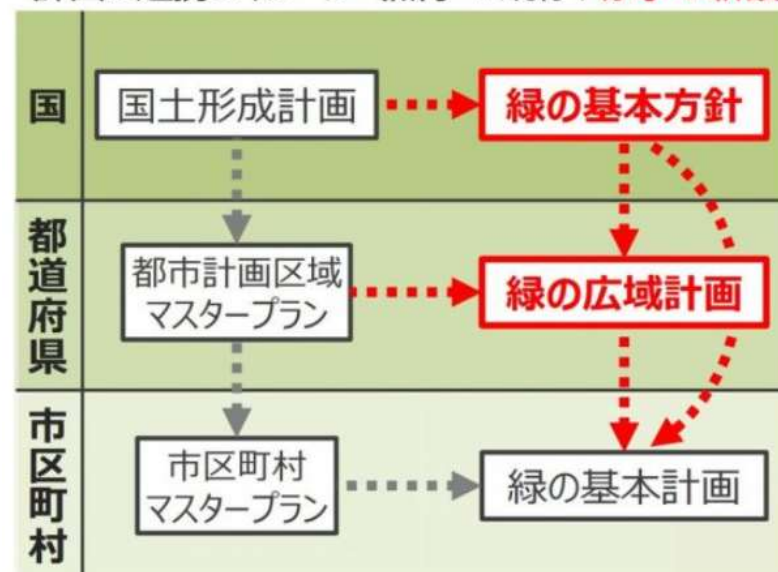 国
国土形成計画
緑の基本方針
都道府県
都市計画区域
マスタープラン
緑の広域計画
市区町村
市区町村
マスタープラン
緑の基本計画